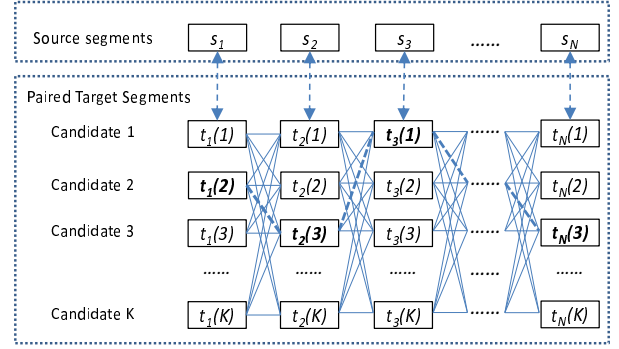 Source segments s1 s2 s3 ...... sN
Paired Target Segments
Candidate 1 t1(1) t2(1) t3(1) ...... tN(1)
Candidate 2 t1(2) t2(2) t3(2) ...... tN(2)
Candidate 3 t1(3) t2(3) t3(3) ...... tN(3)
...... ...... ...... ...... ......
Candidate K t1(K) t2(K) t3(K) ...... tN(K)